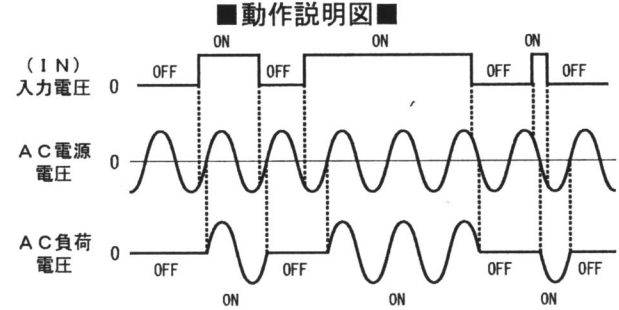 ■動作説明図■
ON ON ON
(IN)
入力電圧 0 OFF OFF OFF OFF
AC電源
電圧 0
AC負荷
電圧 0
OFF OFF OFF OFF
ON ON ON